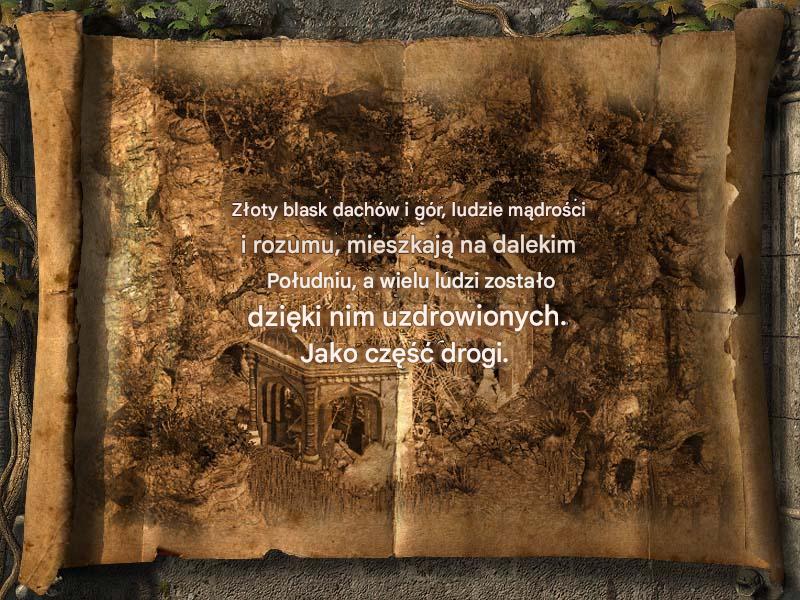 Złoty blask dachów i gór, ludzie mądrości
i rozumu, mieszkają na dalekim
Południu, a wielu ludzi zostało
dzięki nim uzdrowionych.
Jako część drogi.